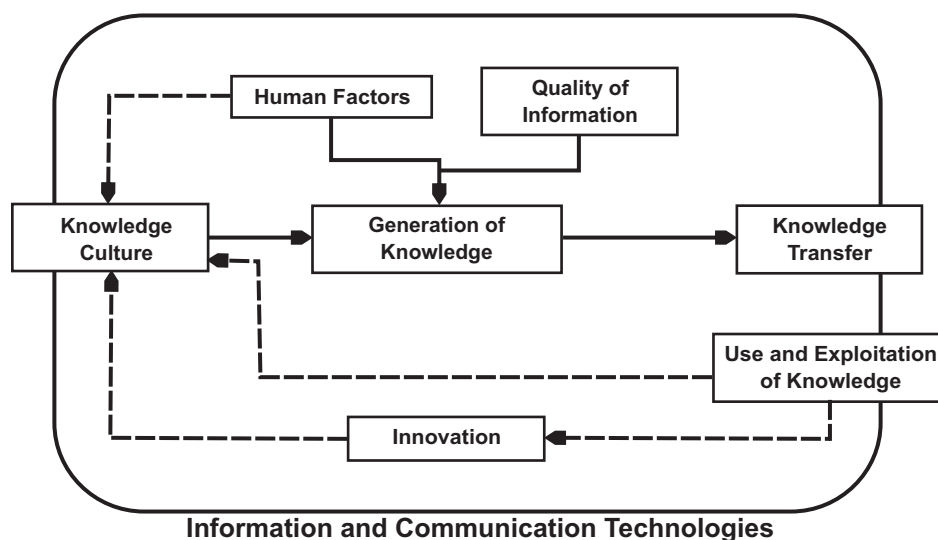 Human Factors
Quality of
Information
Knowledge
Culture
Generation of
Knowledge
Knowledge
Transfer
Use and Exploitation
of Knowledge
Innovation
Information and Communication Technologies